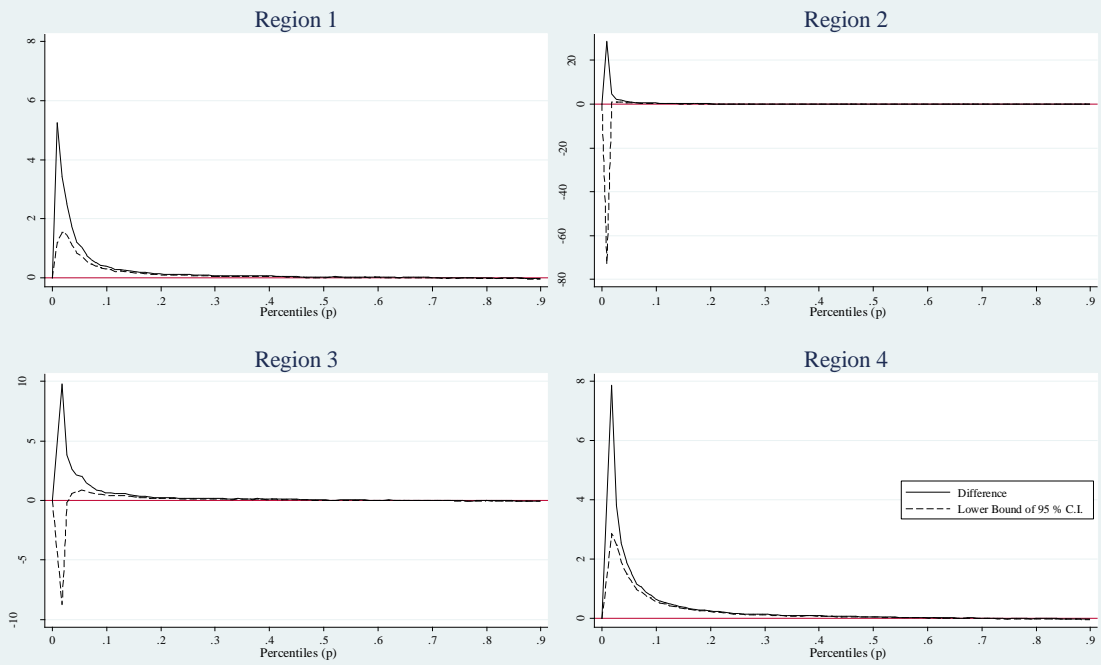 Region 1
8
6
4
2
0
0 .1 .2 .3 .4 .5 .6 .7 .8 .9
Percentiles (p)
Region 2
20
0
-20
-40
-60
-80
0 .1 .2 .3 .4 .5 .6 .7 .8 .9
Percentiles (p)
Region 3
10
5
0
-5
-10
0 .1 .2 .3 .4 .5 .6 .7 .8 .9
Percentiles (p)
Region 4
8
6
4
2
0
0 .1 .2 .3 .4 .5 .6 .7 .8 .9
Percentiles (p)
Difference
Lower Bound of 95 % C.I.